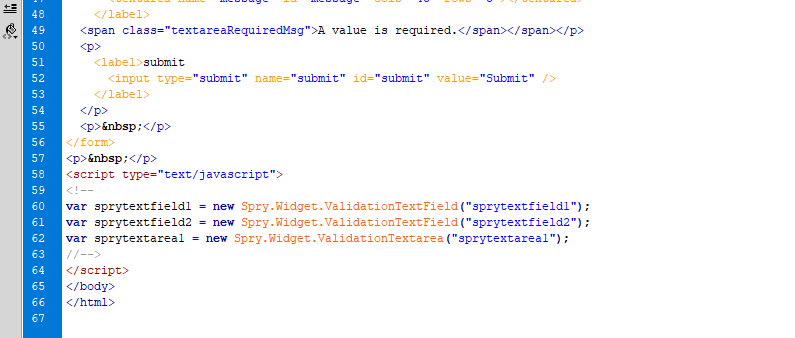 48 </label>
49 <span class="textareaRequiredMsg">A value is required.</span></span></p>
50 <p>
51 <label>submit
52 <input type="submit" name="submit" id="submit" value="Submit" />
53 </label>
54 </p>
55 <p>&nbsp;</p>
56 </form>
57 <p>&nbsp;</p>
58 <script type="text/javascript">
59 <!--
60 var sprytextfield1 = new Spry.Widget.ValidationTextField("sprytextfield1");
61 var sprytextfield2 = new Spry.Widget.ValidationTextField("sprytextfield2");
62 var sprytextarea1 = new Spry.Widget.ValidationTextarea("sprytextarea1");
63 //-->
64 </script>
65 </body>
66 </html>
67